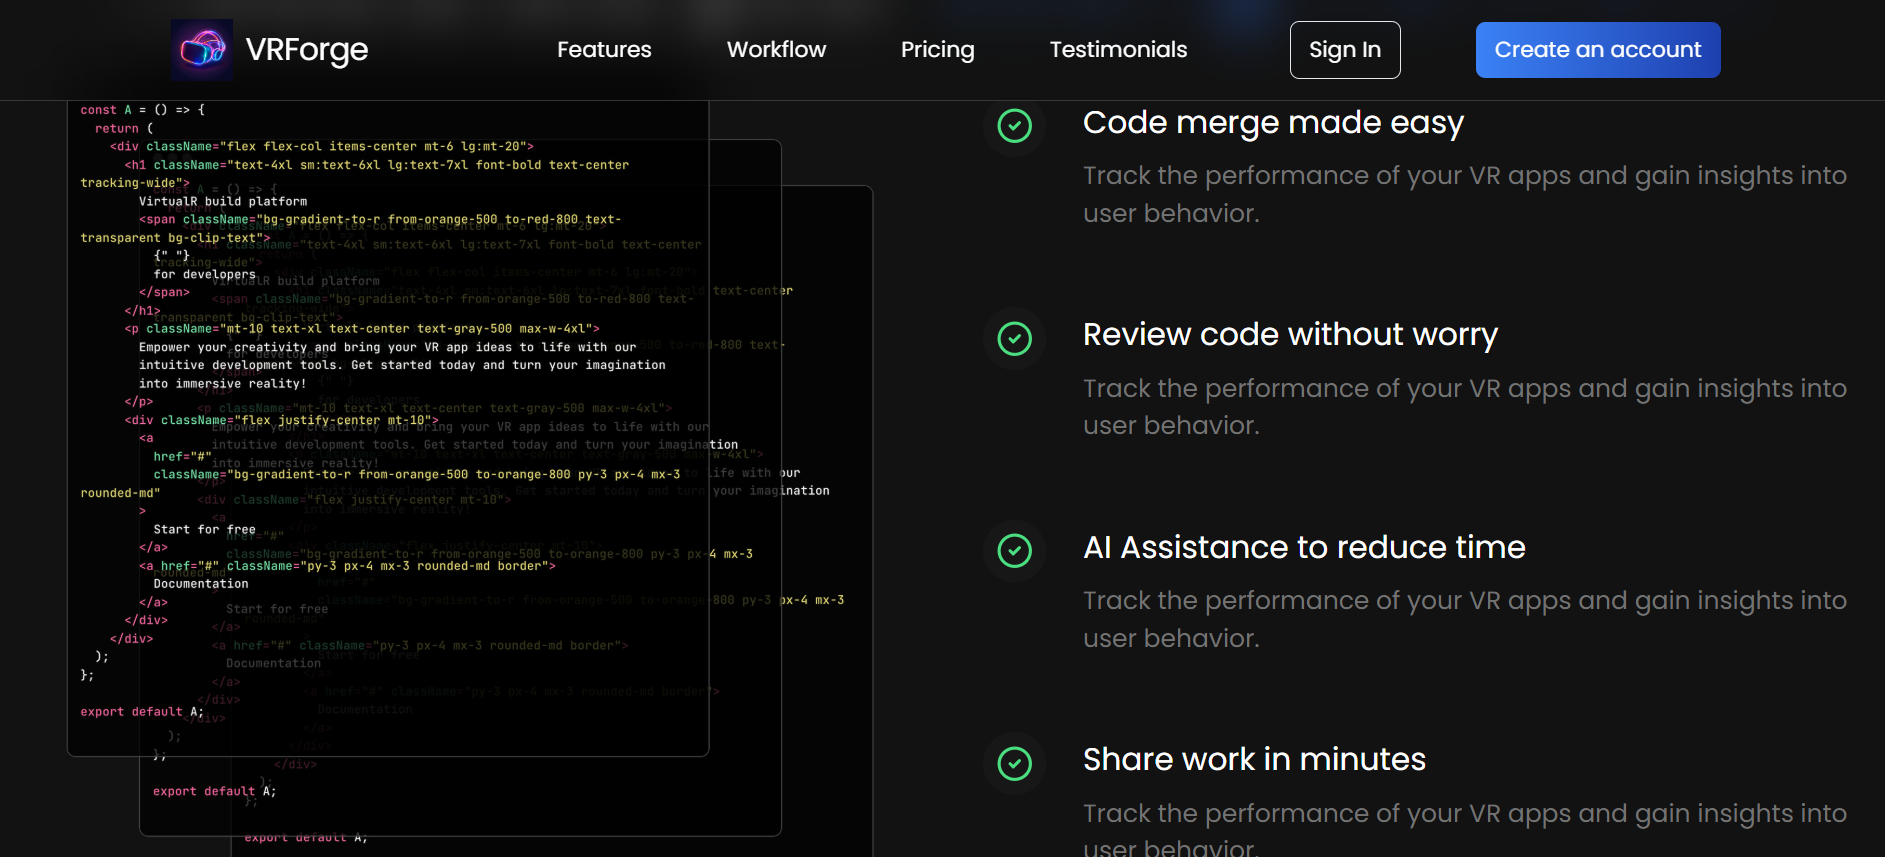 VRForge
Features
Workflow
Pricing
Testimonials
Sign In
Create an account
const A = () => {
return (
<div className="flex flex-col items-center mt-6 lg:mt-20">
<h1 className="text-4xl sm:text-6xl lg:text-7xl font-bold text-center
tracking-wide">
VirtualR build platform
<span className="bg-gradient-to-r from-orange-500 to-red-800 text-
transparent bg-clip-text">
{" "}
for developers
</span>
</h1>
<p className="mt-10 text-xl text-center text-gray-500 max-w-4xl">
Empower your creativity and bring your VR app ideas to life with our
intuitive development tools. Get started today and turn your imagination
into immersive reality!
</p>
<div className="flex justify-center mt-10">
<a
href="#"
className="bg-gradient-to-r from-orange-500 to-orange-800 py-3 px-4 mx-3
rounded-md"
>
Start for free
</a>
<a href="#" className="py-3 px-4 mx-3 rounded-md border">
Documentation
</a>
</div>
</div>
);
};
export default A;
export default A;
export default A;
Code merge made easy
Track the performance of your VR apps and gain insights into
user behavior.
Review code without worry
Track the performance of your VR apps and gain insights into
user behavior.
AI Assistance to reduce time
Track the performance of your VR apps and gain insights into
user behavior.
Share work in minutes
Track the performance of your VR apps and gain insights into
user behavior.